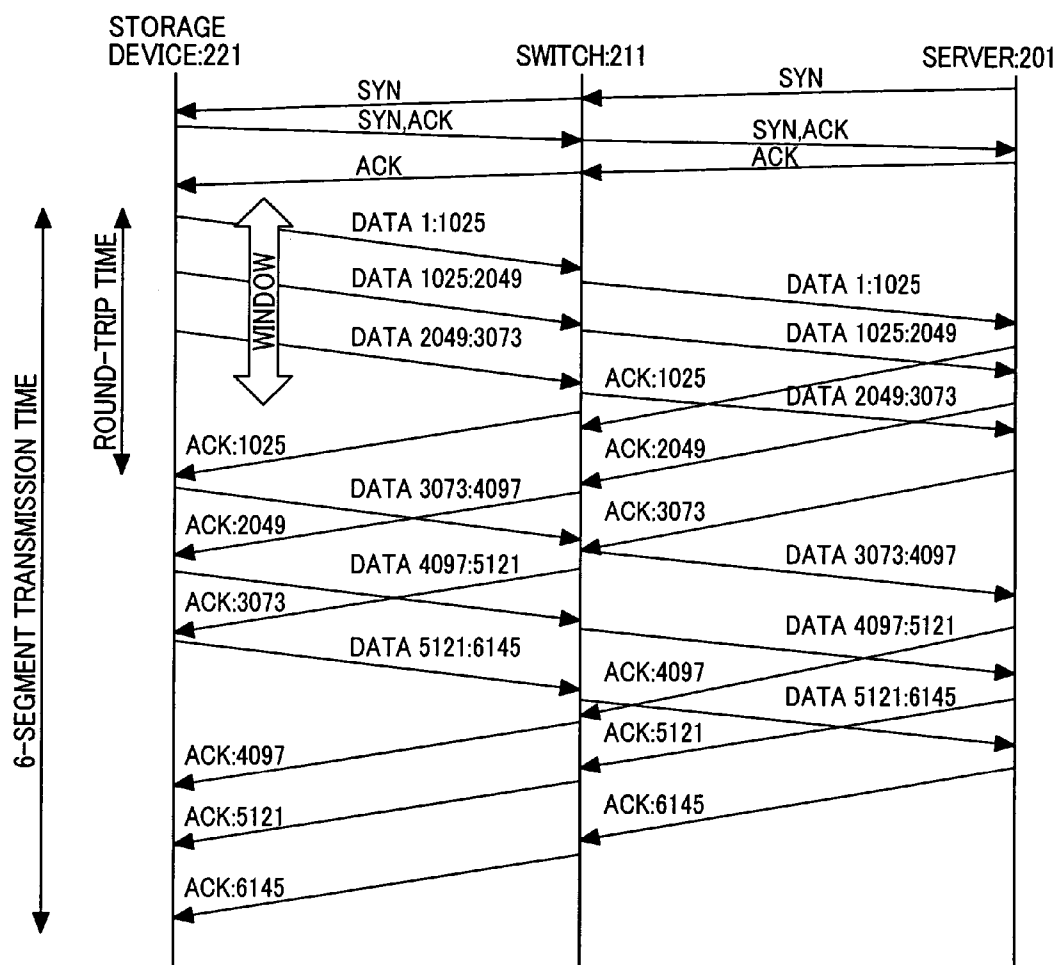 STORAGE
DEVICE:221
SWITCH:211
SERVER:201
SYN
SYN
SYN,ACK
SYN,ACK
ACK
ACK
6-SEGMENT TRANSMISSION TIME
ROUND-TRIP TIME
WINDOW
DATA 1:1025
DATA 1025:2049
DATA 1:1025
DATA 2049:3073
DATA 1025:2049
ACK:1025
DATA 2049:3073
ACK:1025
ACK:2049
DATA 3073:4097
ACK:3073
ACK:2049
DATA 3073:4097
DATA 4097:5121
ACK:3073
DATA 4097:5121
DATA 5121:6145
ACK:4097
DATA 5121:6145
ACK:5121
ACK:4097
ACK:6145
ACK:5121
ACK:6145